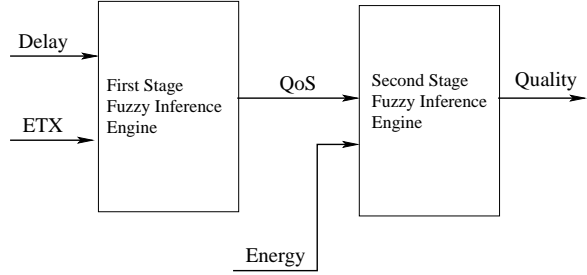 Delay
ETX
First Stage
Fuzzy Inference
Engine
QoS
Second Stage
Fuzzy Inference
Engine
Quality
Energy